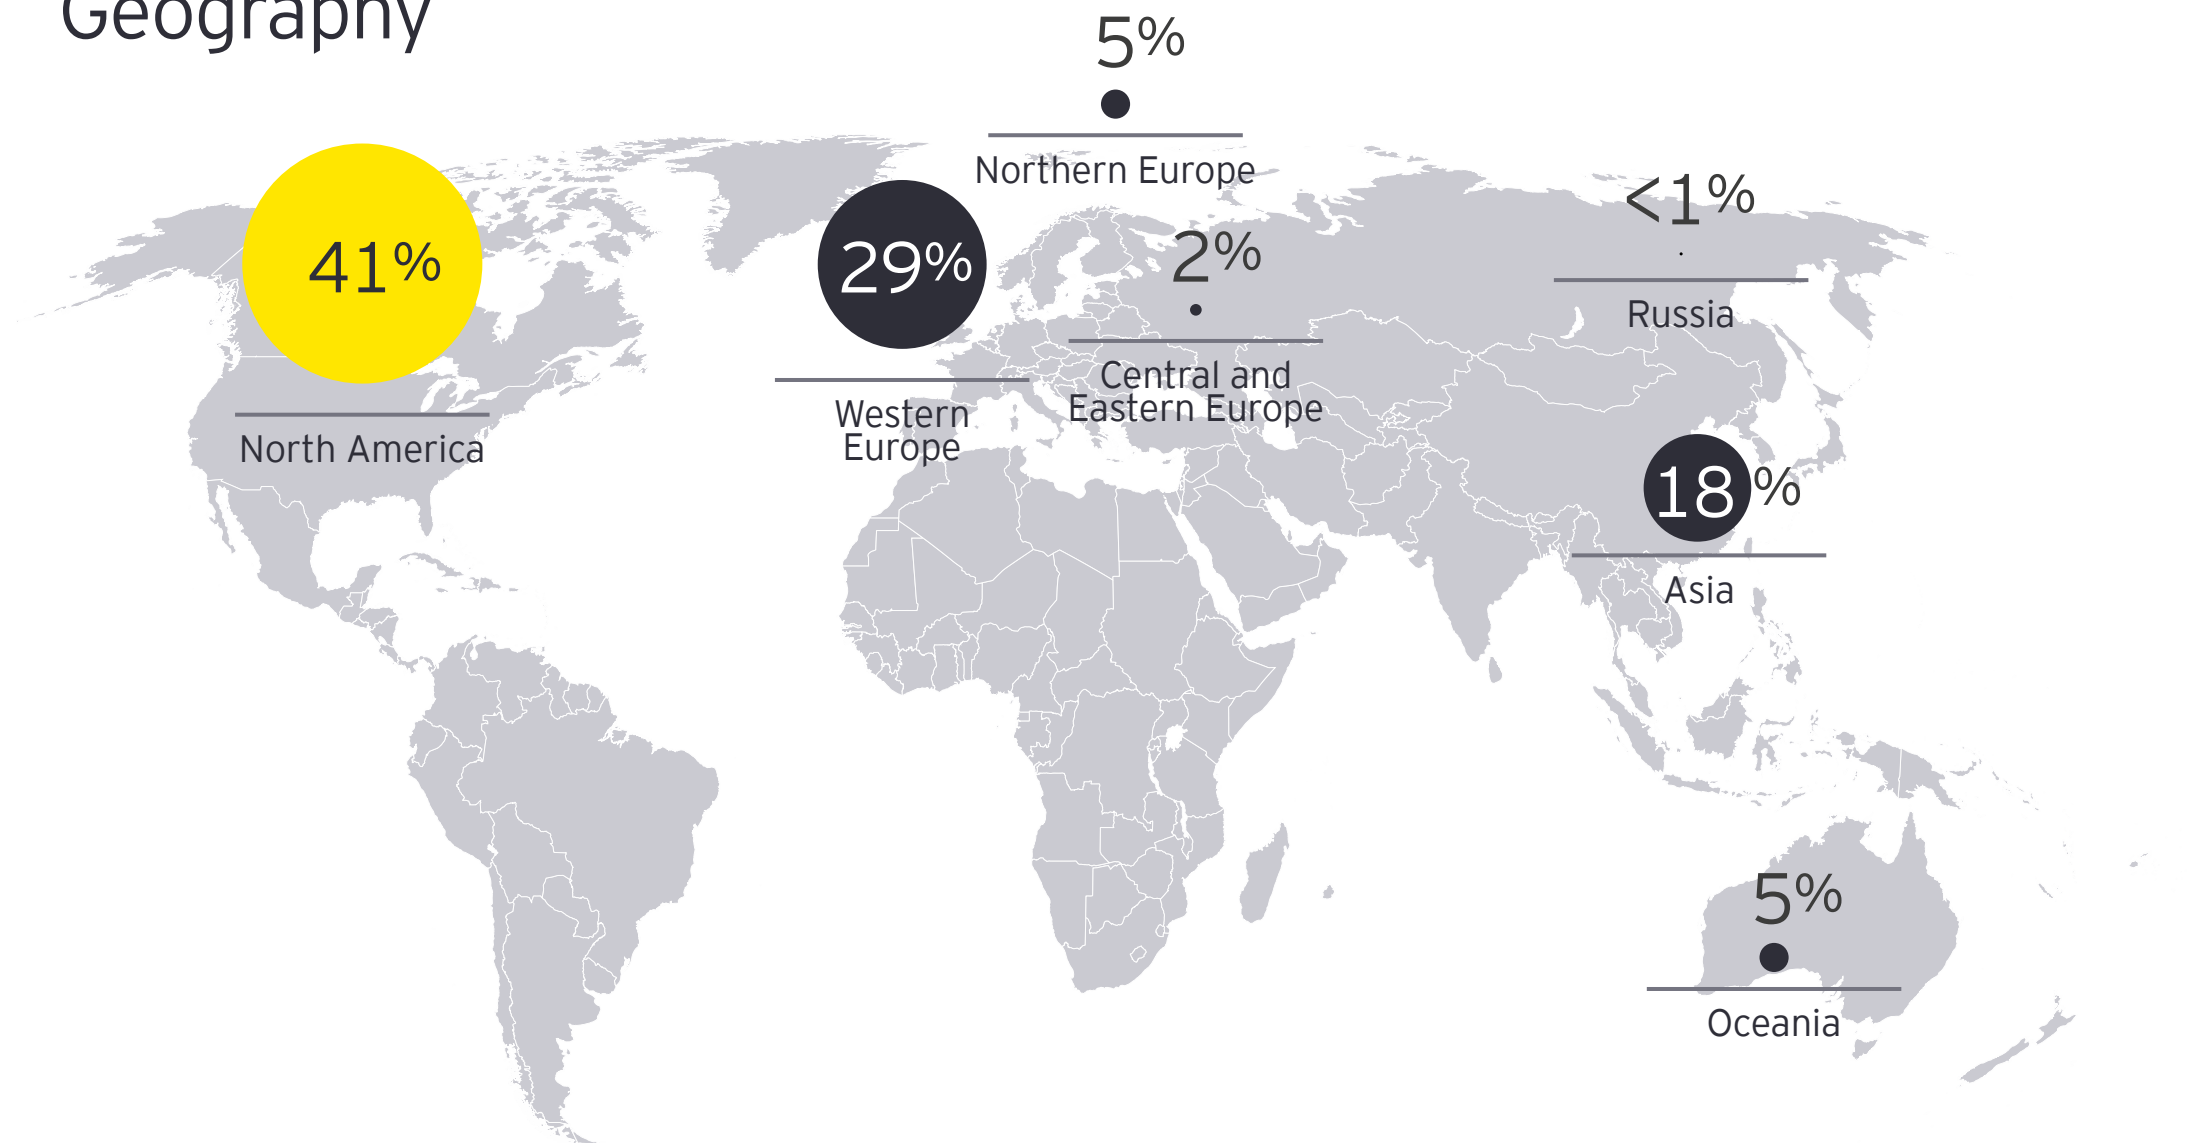 Geography
5%
Northern Europe
41%
North America
29%
Western
Europe
2%
Central and
Eastern Europe
<1%
Russia
18%
Asia
5%
Oceania